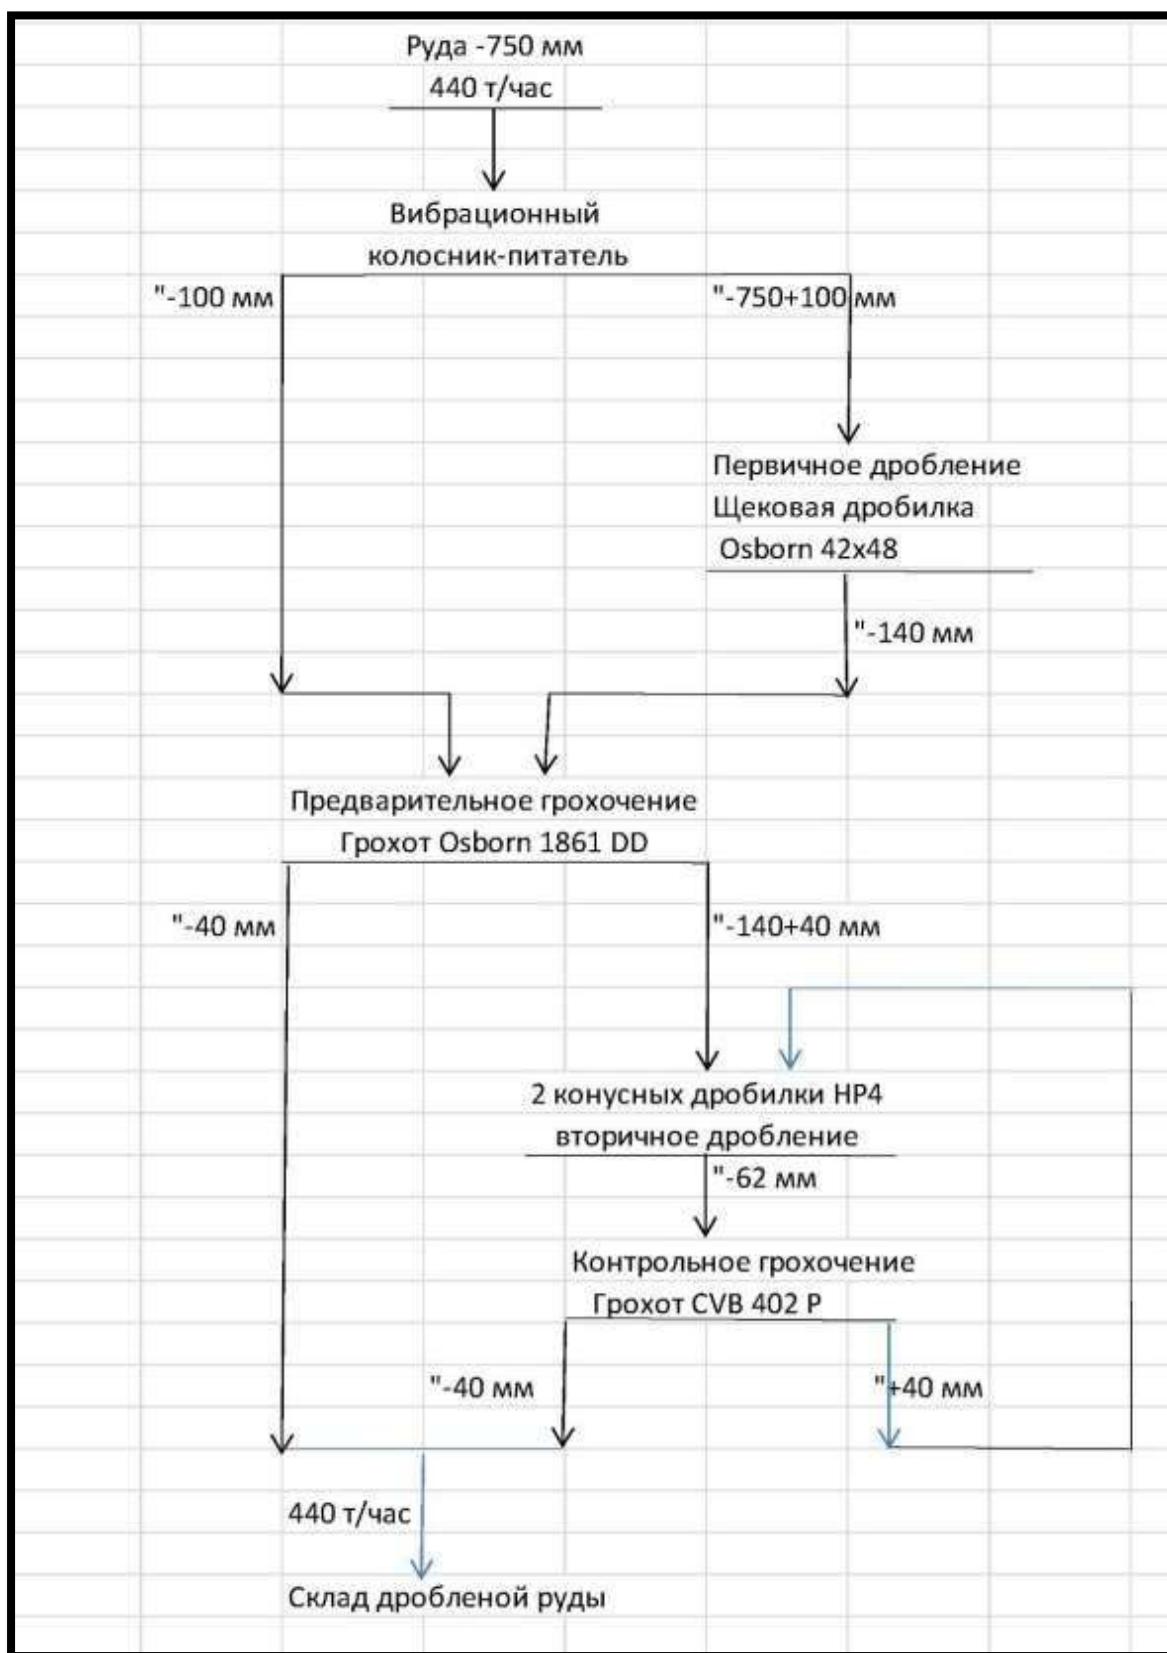 Руда -750 мм
440 т/час
Вибрационный
колосник-питатель
"-100 мм
"-750+100 мм
Первичное дробление
Щековая дробилка
Osborn 42x48
"-140 мм
Предварительное грохочение
Грохот Osborn 1861 DD
"-40 мм
"-140+40 мм
2 конусных дробилки HP4
вторичное дробление
"-62 мм
Контрольное грохочение
Грохот CVB 402 P
"-40 мм
"+40 мм
440 т/час
Склад дробленой руды